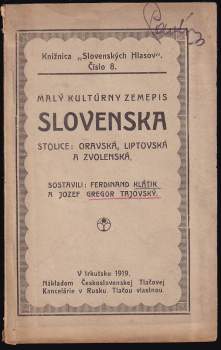 Knižnica „Slovenských Hlasov“.
Číslo 8.
MALÝ KULTÚRNY ZEMEPIS
SLOVENSKA
STOLICE: ORAVSKÁ, LIPTOVSKÁ
A ZVOLENSKÁ.
SOSTAVILI: FERDINAND KLÁTIK
A JOZEF GREGOR TAJOVSKÝ.
V Irkutsku 1919.
Nákladom Československej Tlačovej
Kancelárie v Rusku. Tlačou vlastnou.